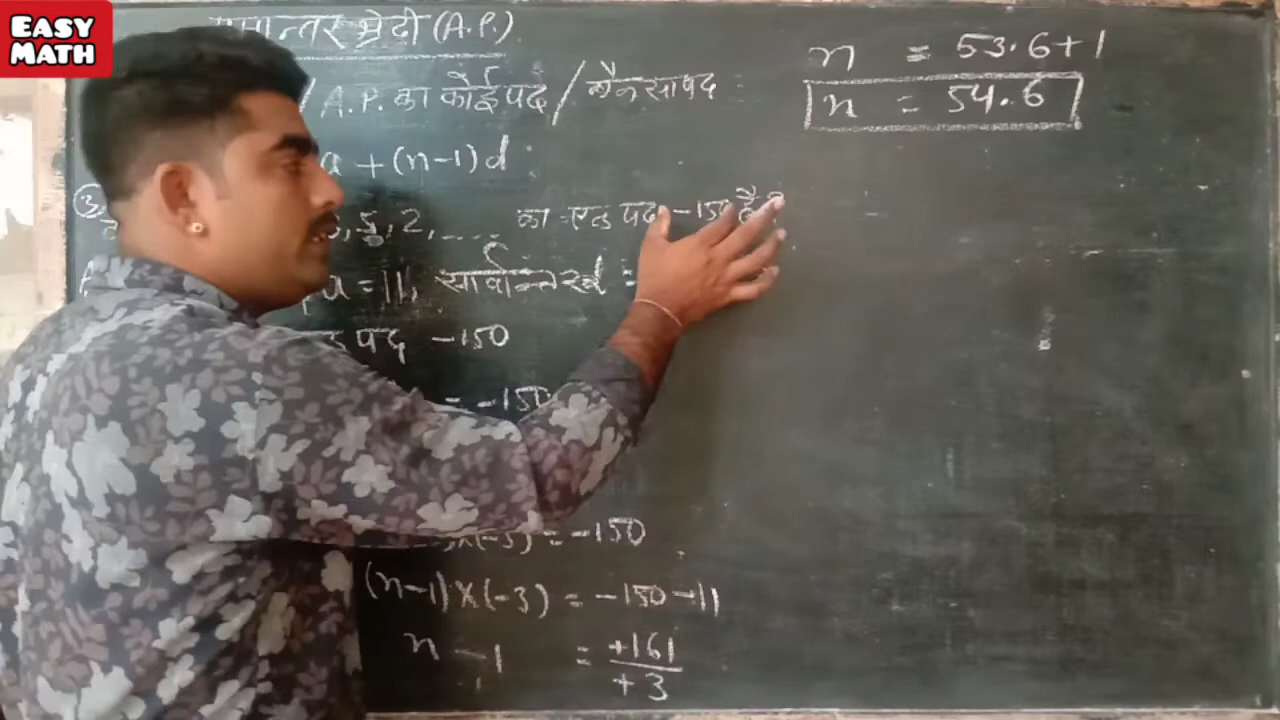 EASY
MATH
समान्तर श्रेढी (A.P.)
/ A.P. का कोई पद / कौन सा पद
a + (n-1)d
③
, 5, 2, .... का एक पद -150 है
a = 11, सार्वान्तर d =
पद -150
= -150
x(-3) = -150
(n-1) x (-3) = -150-11
n - 1 = +161/+3
n = 53.6+1
n = 54.6